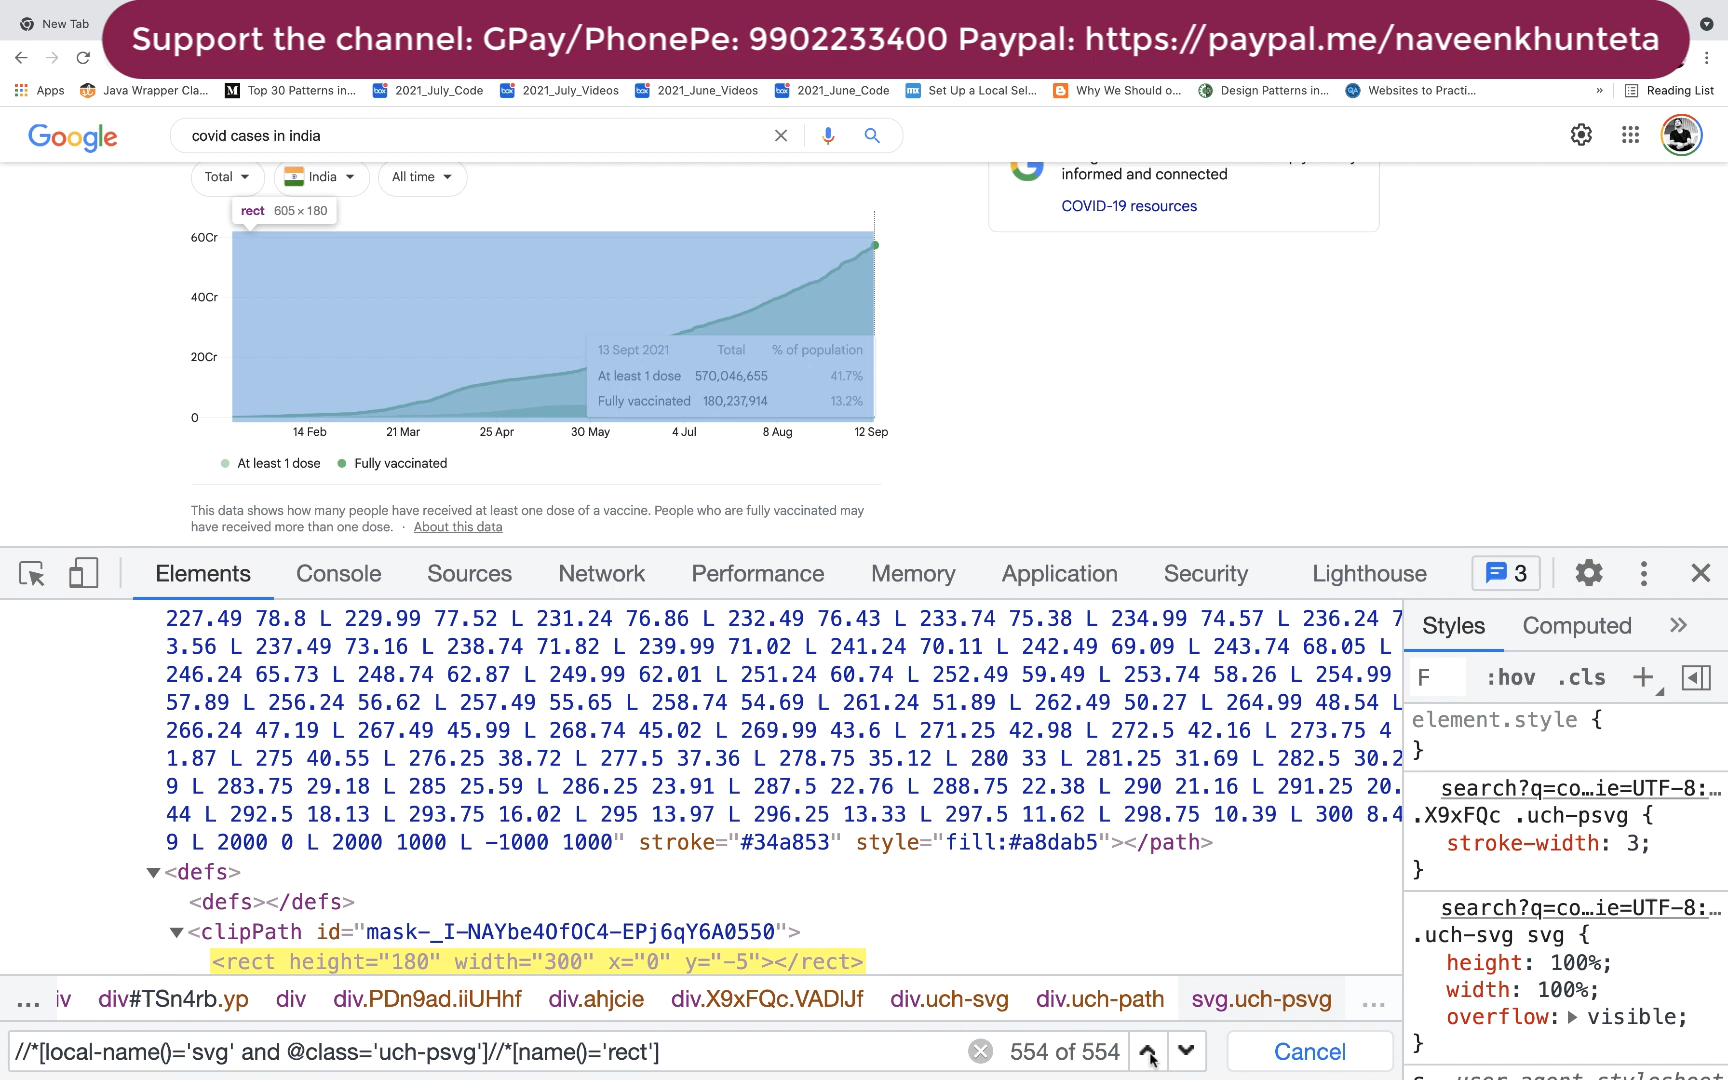 New Tab
Support the channel: GPay/PhonePe: 9902233400 Paypal: https://paypal.me/naveenkhunteta
Apps Java Wrapper Cla... M Top 30 Patterns in... box 2021_July_Code box 2021_July_Videos box 2021_June_Videos box 2021_June_Code mx Set Up a Local Sel... Why We Should o... Design Patterns in... QA Websites to Practi... » Reading List
Google covid cases in india
Total India All time
informed and connected
COVID-19 resources
rect 605 × 180
60Cr
40Cr
20Cr
0
13 Sept 2021 Total % of population
At least 1 dose 570,046,655 41.7%
Fully vaccinated 180,237,914 13.2%
14 Feb 21 Mar 25 Apr 30 May 4 Jul 8 Aug 12 Sep
At least 1 dose Fully vaccinated
This data shows how many people have received at least one dose of a vaccine. People who are fully vaccinated may
have received more than one dose. · About this data
Elements Console Sources Network Performance Memory Application Security Lighthouse 3
227.49 78.8 L 229.99 77.52 L 231.24 76.86 L 232.49 76.43 L 233.74 75.38 L 234.99 74.57 L 236.24 7
3.56 L 237.49 73.16 L 238.74 71.82 L 239.99 71.02 L 241.24 70.11 L 242.49 69.09 L 243.74 68.05 L
246.24 65.73 L 248.74 62.87 L 249.99 62.01 L 251.24 60.74 L 252.49 59.49 L 253.74 58.26 L 254.99
57.89 L 256.24 56.62 L 257.49 55.65 L 258.74 54.69 L 261.24 51.89 L 262.49 50.27 L 264.99 48.54 L
266.24 47.19 L 267.49 45.99 L 268.74 45.02 L 269.99 43.6 L 271.25 42.98 L 272.5 42.16 L 273.75 4
1.87 L 275 40.55 L 276.25 38.72 L 277.5 37.36 L 278.75 35.12 L 280 33 L 281.25 31.69 L 282.5 30.2
9 L 283.75 29.18 L 285 25.59 L 286.25 23.91 L 287.5 22.76 L 288.75 22.38 L 290 21.16 L 291.25 20.
44 L 292.5 18.13 L 293.75 16.02 L 295 13.97 L 296.25 13.33 L 297.5 11.62 L 298.75 10.39 L 300 8.4
9 L 2000 0 L 2000 1000 L -1000 1000" stroke="#34a853" style="fill:#a8dab5"></path>
<defs>
<defs></defs>
<clipPath id="mask-_I-NAYbe4OfOC4-EPj6qY6A0550">
<rect height="180" width="300" x="0" y="-5"></rect>
... iv div#TSn4rb.yp div div.PDn9ad.iiUHhf div.ahjcie div.X9xFQc.VADIJf div.uch-svg div.uch-path svg.uch-psvg ...
//*[local-name()='svg' and @class='uch-psvg']//*[name()='rect'] 554 of 554 Cancel
Styles Computed »
F :hov .cls +
element.style {
}
search?q=co…ie=UTF-8:…
.X9xFQc .uch-psvg {
stroke-width: 3;
}
search?q=co…ie=UTF-8:…
.uch-svg svg {
height: 100%;
width: 100%;
overflow: visible;
}